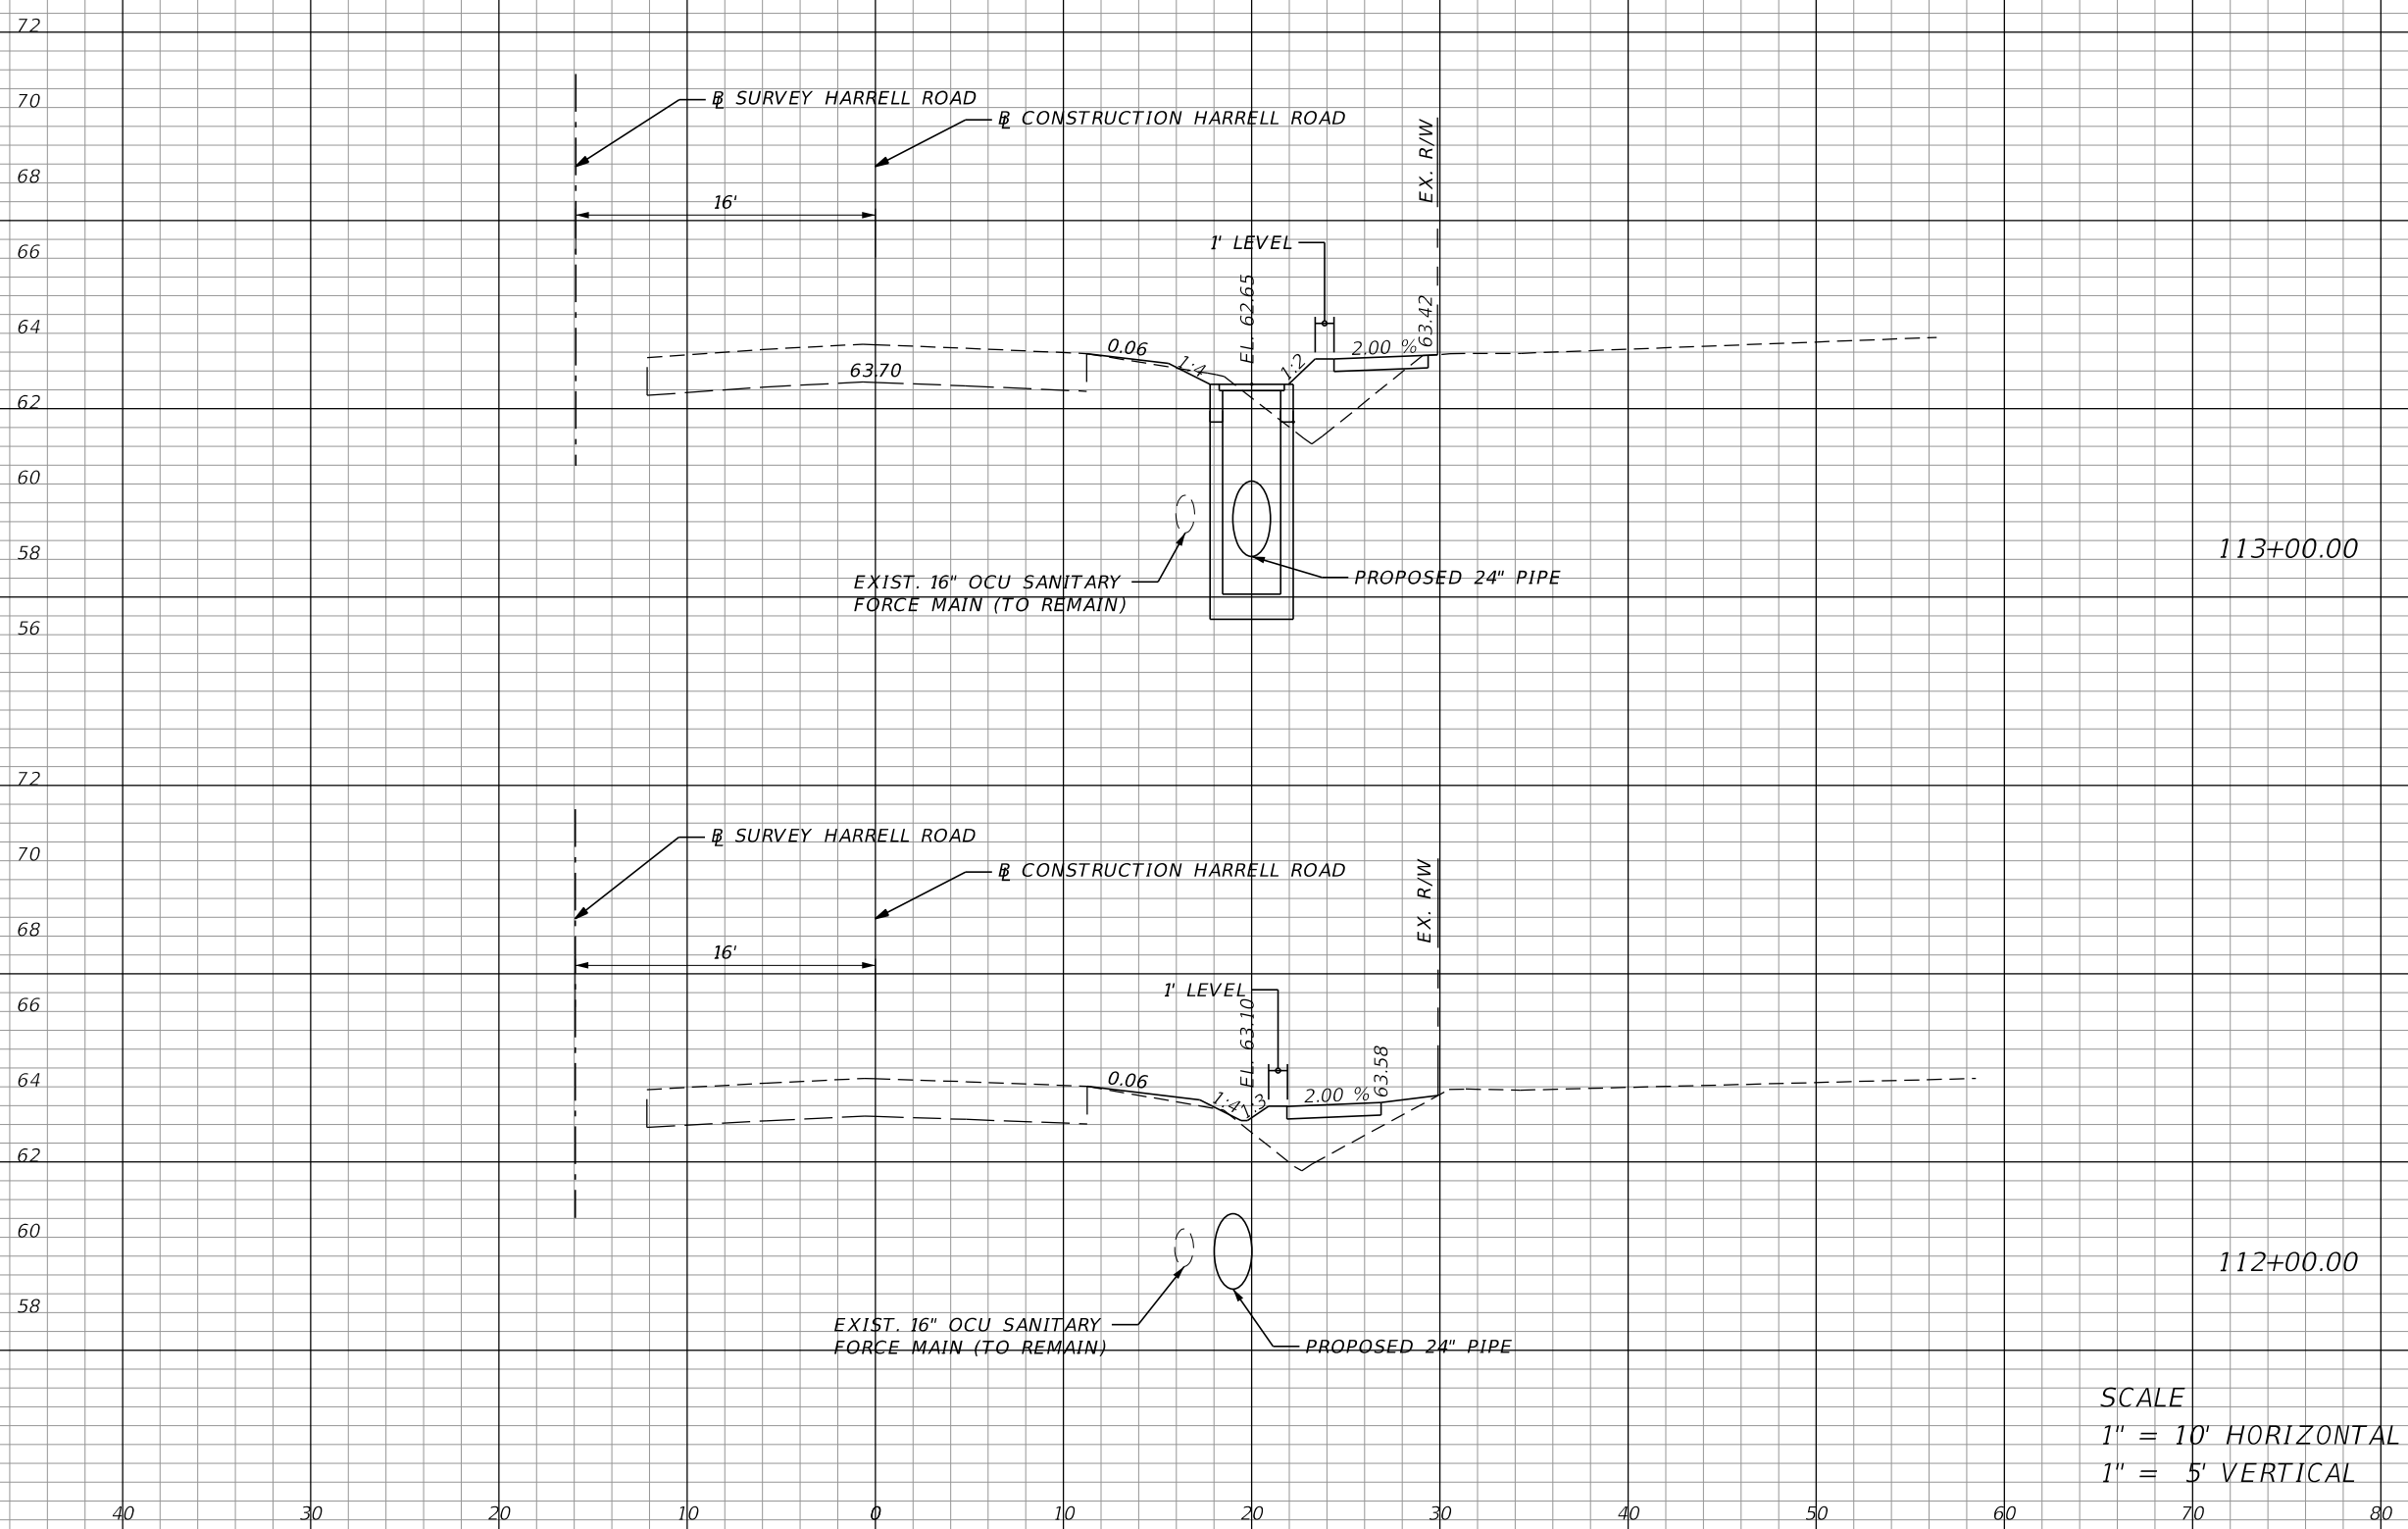 72
70
68
66
64
62
60
58
56
BL SURVEY HARRELL ROAD
BL CONSTRUCTION HARRELL ROAD
16'
EX. R/W
1' LEVEL
EL. 62.65
63.42
0.06
1:4
1:2
2.00 %
63.70
EXIST. 16" OCU SANITARY
FORCE MAIN (TO REMAIN)
PROPOSED 24" PIPE
113+00.00
72
70
68
66
64
62
60
58
BL SURVEY HARRELL ROAD
BL CONSTRUCTION HARRELL ROAD
16'
EX. R/W
1' LEVEL
EL. 63.10
63.58
0.06
1:4
1:3
2.00 %
EXIST. 16" OCU SANITARY
FORCE MAIN (TO REMAIN)
PROPOSED 24" PIPE
112+00.00
SCALE
1" = 10' HORIZONTAL
1" = 5' VERTICAL
40 30 20 10 0 10 20 30 40 50 60 70 80